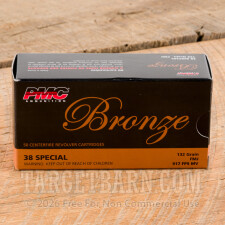 Bronze
PMC
AMMUNITION
Bronze
50 CENTERFIRE REVOLVER CARTRIDGES
38 SPECIAL
132 Grain
FMJ
WARNING: KEEP OUT OF REACH OF CHILDREN
TARGETBARN.COM
© 2026 Free For Non Commercial Use